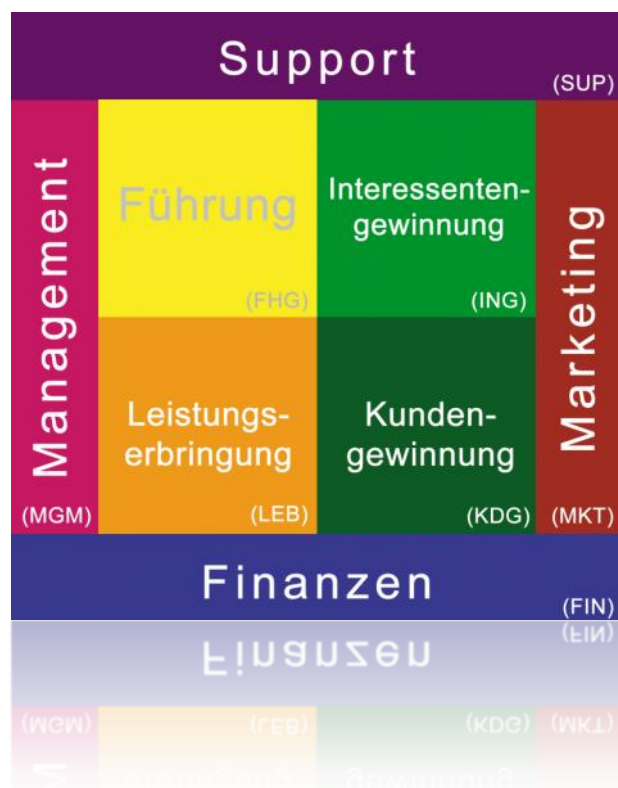 Support
(SUP)
Management
(MGM)
Führung
(FHG)
Interessenten-
gewinnung
(ING)
Leistungs-
erbringung
(LEB)
Kunden-
gewinnung
(KDG)
Marketing
(MKT)
Finanzen
(FIN)